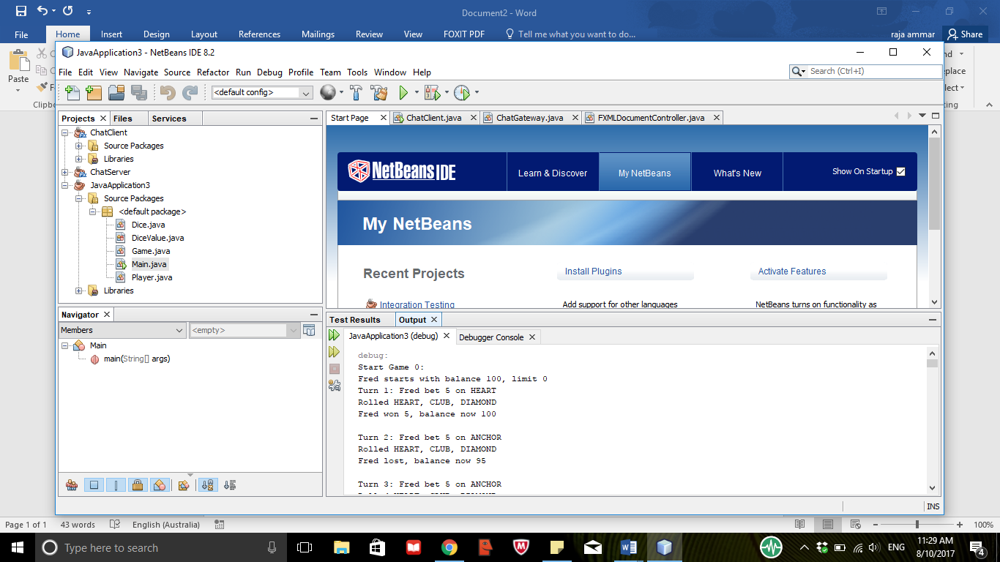 Document2 - Word
File Home Insert Design Layout References Mailings Review View FOXIT PDF Tell me what you want to do... raja ammar Share
Paste
JavaApplication3 - NetBeans IDE 8.2
File Edit View Navigate Source Refactor Run Debug Profile Team Tools Window Help
Search (Ctrl+I)
<default config>
Projects Files Services
ChatClient
Source Packages
Libraries
ChatServer
JavaApplication3
Source Packages
<default package>
Dice.java
DiceValue.java
Game.java
Main.java
Player.java
Libraries
Start Page ChatClient.java ChatGateway.java FXMLDocumentController.java
NetBeans IDE Learn & Discover My NetBeans What's New Show On Startup
My NetBeans
Recent Projects Install Plugins Activate Features
Integration Testing Add support for other languages NetBeans turns on functionality as
Navigator
Members <empty>
Main
main(String[] args)
Test Results Output
JavaApplication3 (debug) Debugger Console
debug:
Start Game 0:
Fred starts with balance 100, limit 0
Turn 1: Fred bet 5 on HEART
Rolled HEART, CLUB, DIAMOND
Fred won 5, balance now 100
Turn 2: Fred bet 5 on ANCHOR
Rolled HEART, CLUB, DIAMOND
Fred lost, balance now 95
Turn 3: Fred bet 5 on ANCHOR
INS
Page 1 of 1 43 words English (Australia) 100%
Type here to search ENG 11:29 AM
8/10/2017 4